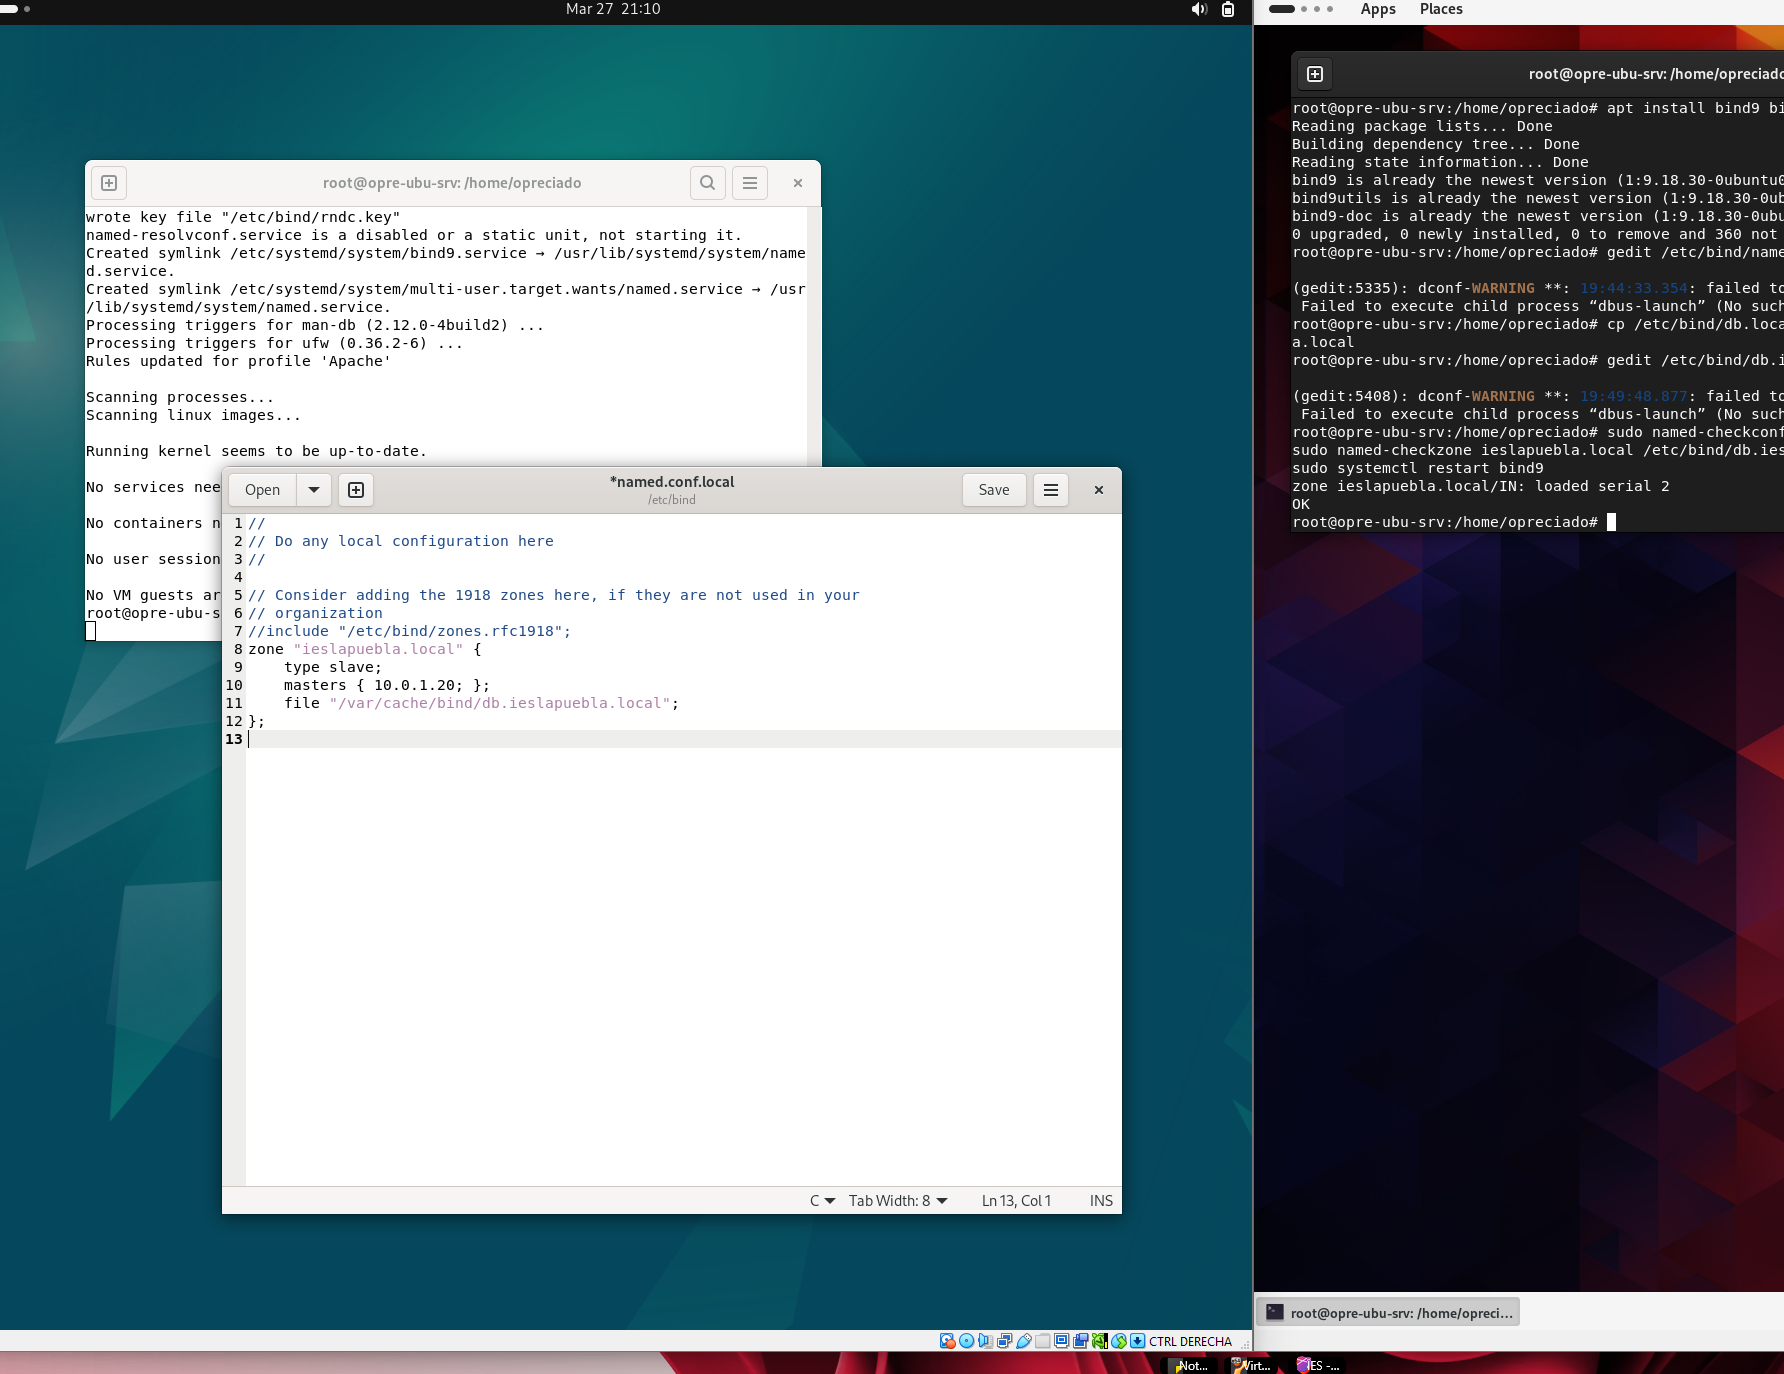 Mar 27 21:10
root@opre-ubu-srv: /home/opreciado
wrote key file "/etc/bind/rndc.key"
named-resolvconf.service is a disabled or a static unit, not starting it.
Created symlink /etc/systemd/system/bind9.service → /usr/lib/systemd/system/name
d.service.
Created symlink /etc/systemd/system/multi-user.target.wants/named.service → /usr
/lib/systemd/system/named.service.
Processing triggers for man-db (2.12.0-4build2) ...
Processing triggers for ufw (0.36.2-6) ...
Rules updated for profile 'Apache'
Scanning processes...
Scanning linux images...
Running kernel seems to be up-to-date.
No services nee
No containers n
No user session
No VM guests ar
root@opre-ubu-s
Open
*named.conf.local
/etc/bind
Save
1 //
2 // Do any local configuration here
3 //
4
5 // Consider adding the 1918 zones here, if they are not used in your
6 // organization
7 //include "/etc/bind/zones.rfc1918";
8 zone "ieslapuebla.local" {
9 type slave;
10 masters { 10.0.1.20; };
11 file "/var/cache/bind/db.ieslapuebla.local";
12 };
13
C Tab Width: 8 Ln 13, Col 1 INS
CTRL DERECHA
Apps Places
root@opre-ubu-srv: /home/opreciado
root@opre-ubu-srv:/home/opreciado# apt install bind9 bi
Reading package lists... Done
Building dependency tree... Done
Reading state information... Done
bind9 is already the newest version (1:9.18.30-0ubuntu0
bind9utils is already the newest version (1:9.18.30-0ub
bind9-doc is already the newest version (1:9.18.30-0ubu
0 upgraded, 0 newly installed, 0 to remove and 360 not
root@opre-ubu-srv:/home/opreciado# gedit /etc/bind/name
(gedit:5335): dconf-WARNING **: 19:44:33.354: failed to
Failed to execute child process “dbus-launch” (No such
root@opre-ubu-srv:/home/opreciado# cp /etc/bind/db.loca
a.local
root@opre-ubu-srv:/home/opreciado# gedit /etc/bind/db.i
(gedit:5408): dconf-WARNING **: 19:49:48.877: failed to
Failed to execute child process “dbus-launch” (No such
root@opre-ubu-srv:/home/opreciado# sudo named-checkconf
sudo named-checkzone ieslapuebla.local /etc/bind/db.ies
sudo systemctl restart bind9
zone ieslapuebla.local/IN: loaded serial 2
OK
root@opre-ubu-srv:/home/opreciado#
root@opre-ubu-srv: /home/opreci...
Not...
Virt...
IES -...